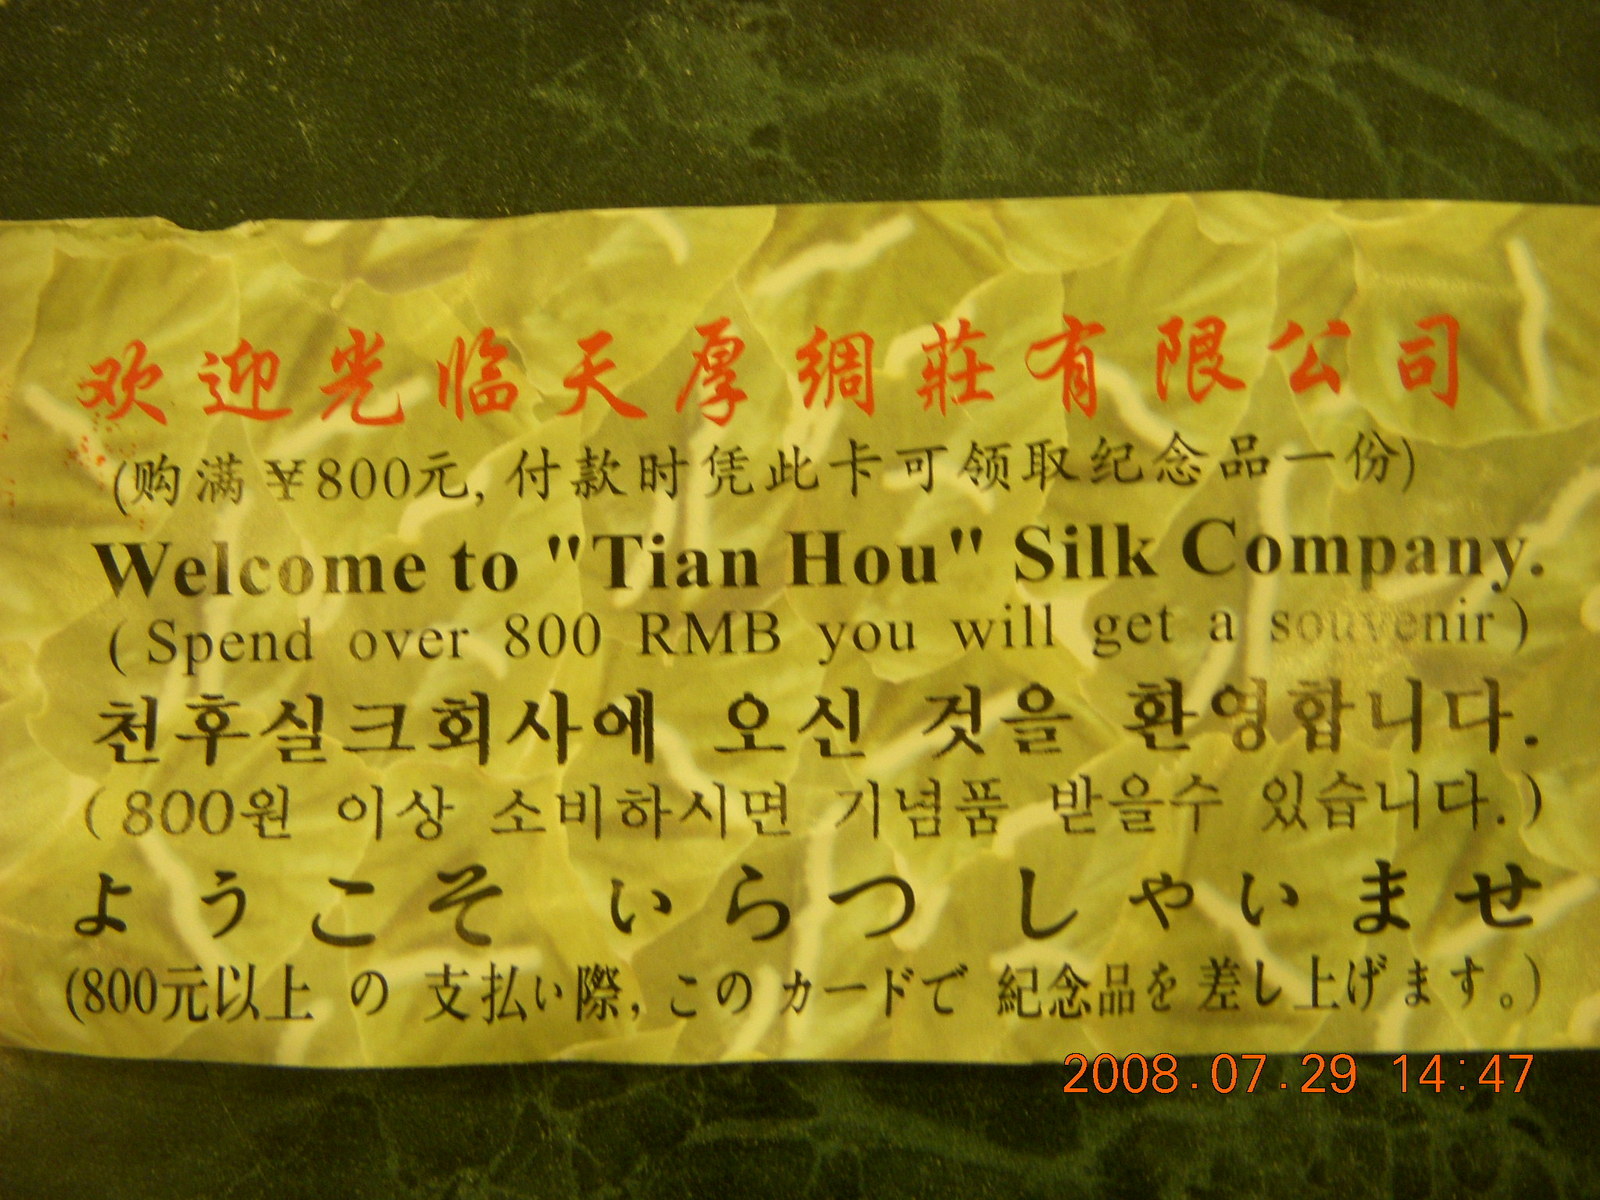 欢迎光临天厚绸莊有限公司
(购满¥800元,付款时凭此卡可领取纪念品一份)
Welcome to "Tian Hou" Silk Company.
( Spend over 800 RMB you will get a souvenir )
천후실크회사에 오신 것을 환영합니다.
( 800원 이상 소비하시면 기념품 받을수 있습니다. )
ようこそ いらつ しゃいませ
(800元以上 の 支払い際, この カードで 紀念品を 差し上げます。)
2008.07.29 14:47